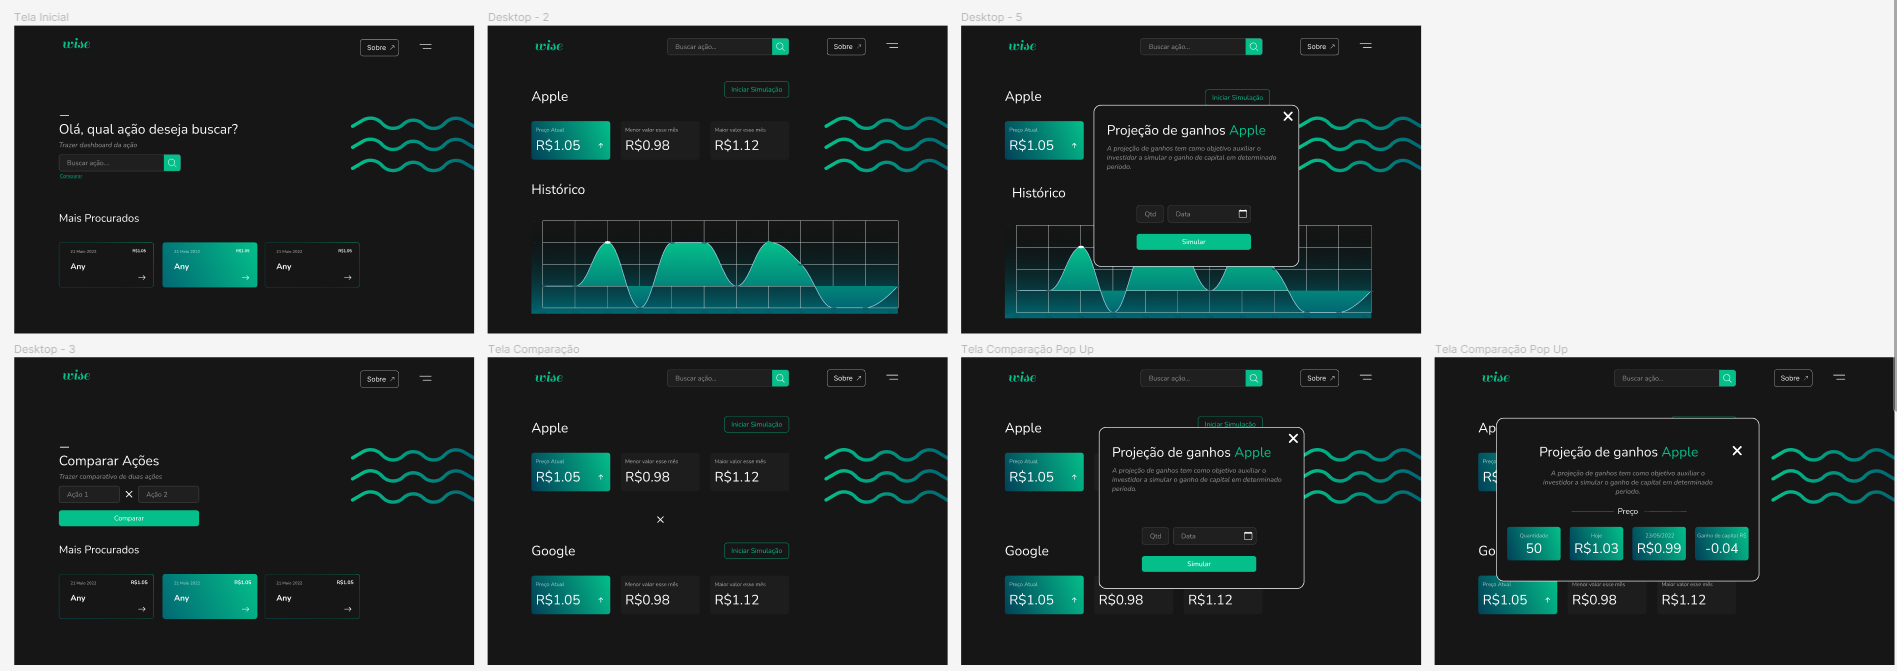 Tela Inicial
wise
Sobre
Olá, qual ação deseja buscar?
Trazer dashboard da ação
Buscar ação...
Comparar
Mais Procurados
21 Maio 2022
R$1.05
Any
21 Maio 2022
R$1.05
Any
21 Maio 2022
R$1.05
Any
Desktop - 2
wise
Buscar ação...
Sobre
Apple
Iniciar Simulação
Preço Atual
R$1.05
Menor valor esse mês
R$0.98
Maior valor esse mês
R$1.12
Histórico
Desktop - 5
wise
Buscar ação...
Sobre
Apple
Iniciar Simulação
Preço Atual
R$1.05
Projeção de ganhos Apple
A projeção de ganhos tem como objetivo auxiliar o
investidor a simular o ganho de capital em determinado
período.
Qtd
Data
Simular
Histórico
Desktop - 3
wise
Sobre
Comparar Ações
Trazer comparativo de duas ações
Ação 1
Ação 2
Comparar
Mais Procurados
21 Maio 2022
R$1.05
Any
21 Maio 2022
R$1.05
Any
21 Maio 2022
R$1.05
Any
Tela Comparação
wise
Buscar ação...
Sobre
Apple
Iniciar Simulação
Preço Atual
R$1.05
Menor valor esse mês
R$0.98
Maior valor esse mês
R$1.12
Google
Iniciar Simulação
Preço Atual
R$1.05
Menor valor esse mês
R$0.98
Maior valor esse mês
R$1.12
Tela Comparação Pop Up
wise
Buscar ação...
Sobre
Apple
Iniciar Simulação
Preço Atual
R$1.05
Projeção de ganhos Apple
A projeção de ganhos tem como objetivo auxiliar o
investidor a simular o ganho de capital em determinado
período.
Qtd
Data
Simular
Google
Preço Atual
R$1.05
R$0.98
R$1.12
Tela Comparação Pop Up
wise
Buscar ação...
Sobre
Ap
R$
Projeção de ganhos Apple
A projeção de ganhos tem como objetivo auxiliar o
investidor a simular o ganho de capital em determinado
período.
Preço
Quantidade
50
Hoje
R$1.03
23/05/2022
R$0.99
Ganho de capital R$
-0.04
Go
Preço Atual
R$1.05
Menor valor esse mês
R$0.98
Maior valor esse mês
R$1.12